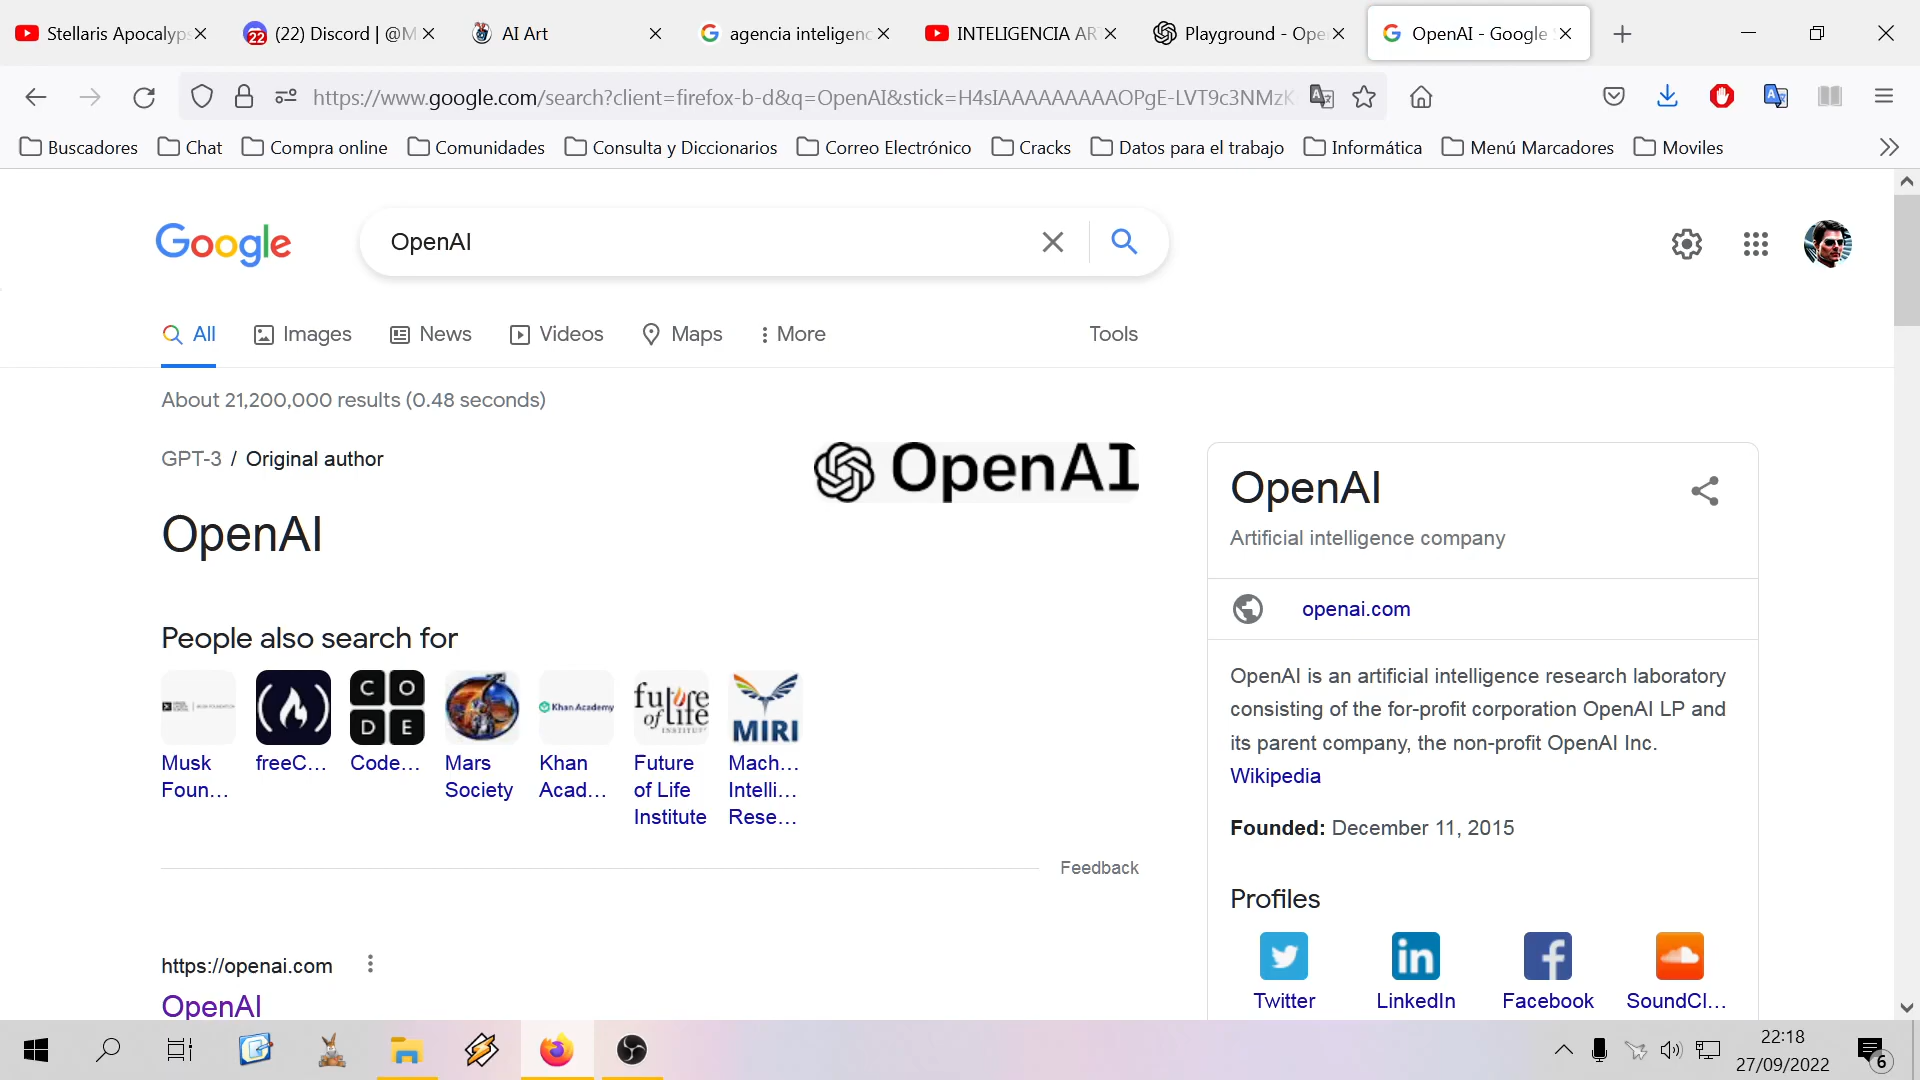 Stellaris Apocalyps
(22) Discord | @M
AI Art
agencia inteligenc
INTELIGENCIA AR
Playground - Ope
OpenAI - Google
https://www.google.com/search?client=firefox-b-d&q=OpenAI&stick=H4sIAAAAAAAAAOPgE-LVT9c3NMzK
Buscadores
Chat
Compra online
Comunidades
Consulta y Diccionarios
Correo Electrónico
Cracks
Datos para el trabajo
Informática
Menú Marcadores
Moviles
Google
OpenAI
All
Images
News
Videos
Maps
More
Tools
About 21,200,000 results (0.48 seconds)
GPT-3 / Original author
OpenAI
OpenAI
People also search for
CODE
Khan Academy
future of life INSTITUTE
MIRI
Musk Foun...
freeC...
Code...
Mars Society
Khan Acad...
Future of Life Institute
Mach... Intelli... Rese...
Feedback
https://openai.com
OpenAI
OpenAI
Artificial intelligence company
openai.com
OpenAI is an artificial intelligence research laboratory
consisting of the for-profit corporation OpenAI LP and
its parent company, the non-profit OpenAI Inc.
Wikipedia
Founded: December 11, 2015
Profiles
Twitter
LinkedIn
Facebook
SoundCl...
22:18
27/09/2022
6